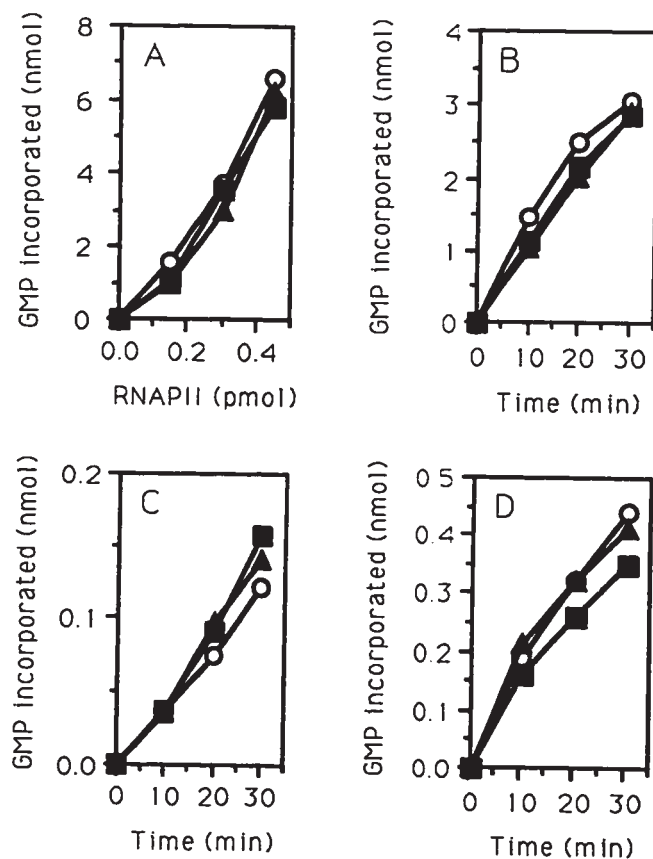 A
GMP incorporated (nmol)
8
6
4
2
0
0.0 0.2 0.4
RNAPII (pmol)
B
GMP incorporated (nmol)
4
3
2
1
0
0 10 20 30
Time (min)
C
GMP incorporated (nmol)
0.2
0.1
0.0
0 10 20 30
Time (min)
D
GMP incorporated (nmol)
0.5
0.4
0.3
0.2
0.1
0.0
0 10 20 30
Time (min)